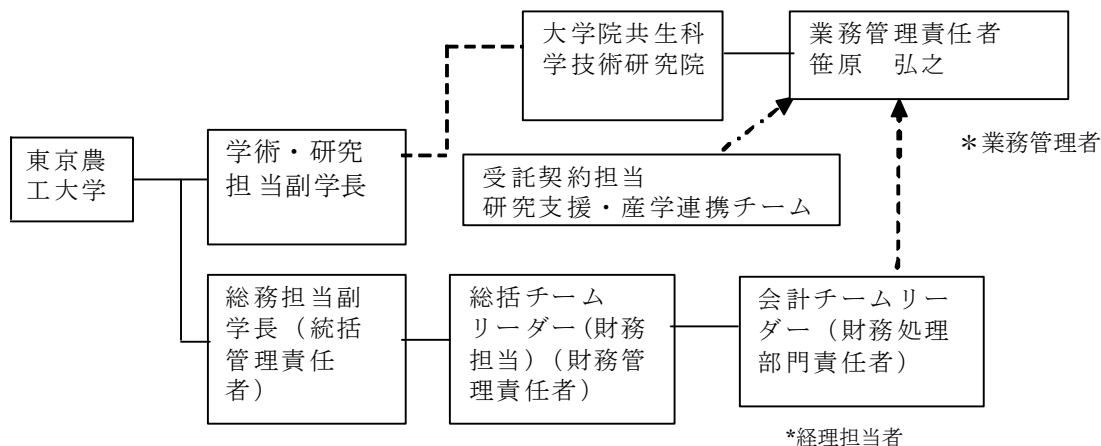 大学院共生科
学技術研究院
業務管理責任者
笹原　弘之
＊業務管理者
東京農
工大学
学術・研究
担当副学長
受託契約担当
研究支援・産学連携チーム
総務担当副
学長（統括
管理責任
者）
総括チーム
リーダー(財務
担当)（財務管
理責任者）
会計チームリー
ダー（財務処理
部門責任者）
*経理担当者